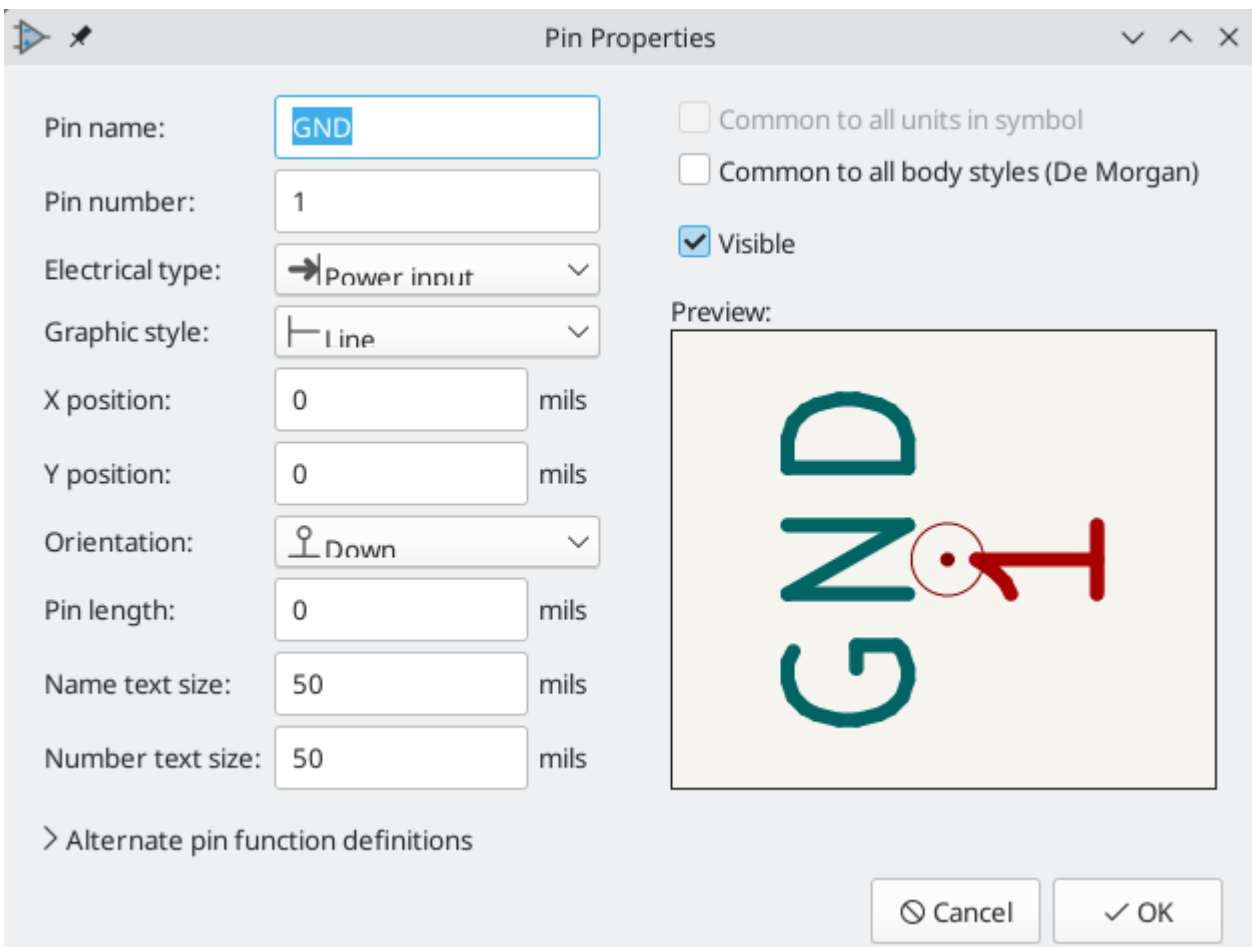 Pin Properties
Pin name:
GND
Pin number:
1
Electrical type:
Power input
Graphic style:
Line
X position:
0
mils
Y position:
0
mils
Orientation:
Down
Pin length:
0
mils
Name text size:
50
mils
Number text size:
50
mils
Alternate pin function definitions
Common to all units in symbol
Common to all body styles (De Morgan)
Visible
Preview:
GND
1
Cancel
OK